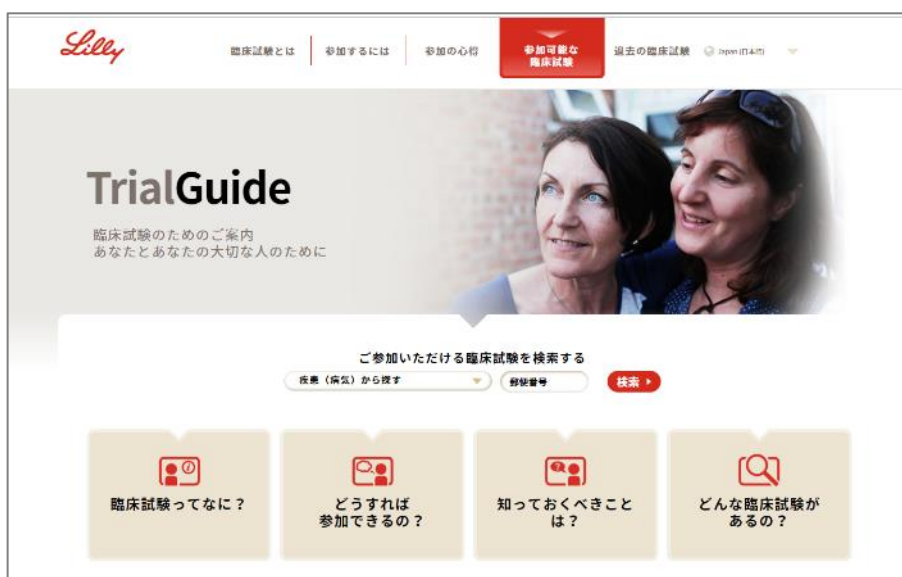 Lilly
臨床試験とは
参加するには
参加の心得
参加可能な
臨床試験
過去の臨床試験
Japan (日本語)
TrialGuide
臨床試験のためのご案内
あなたとあなたの大切な人のために
ご参加いただける臨床試験を検索する
疾患（病気）から探す
郵便番号
検索
臨床試験ってなに？
どうすれば
参加できるの？
知っておくべきこと
は？
どんな臨床試験が
あるの？